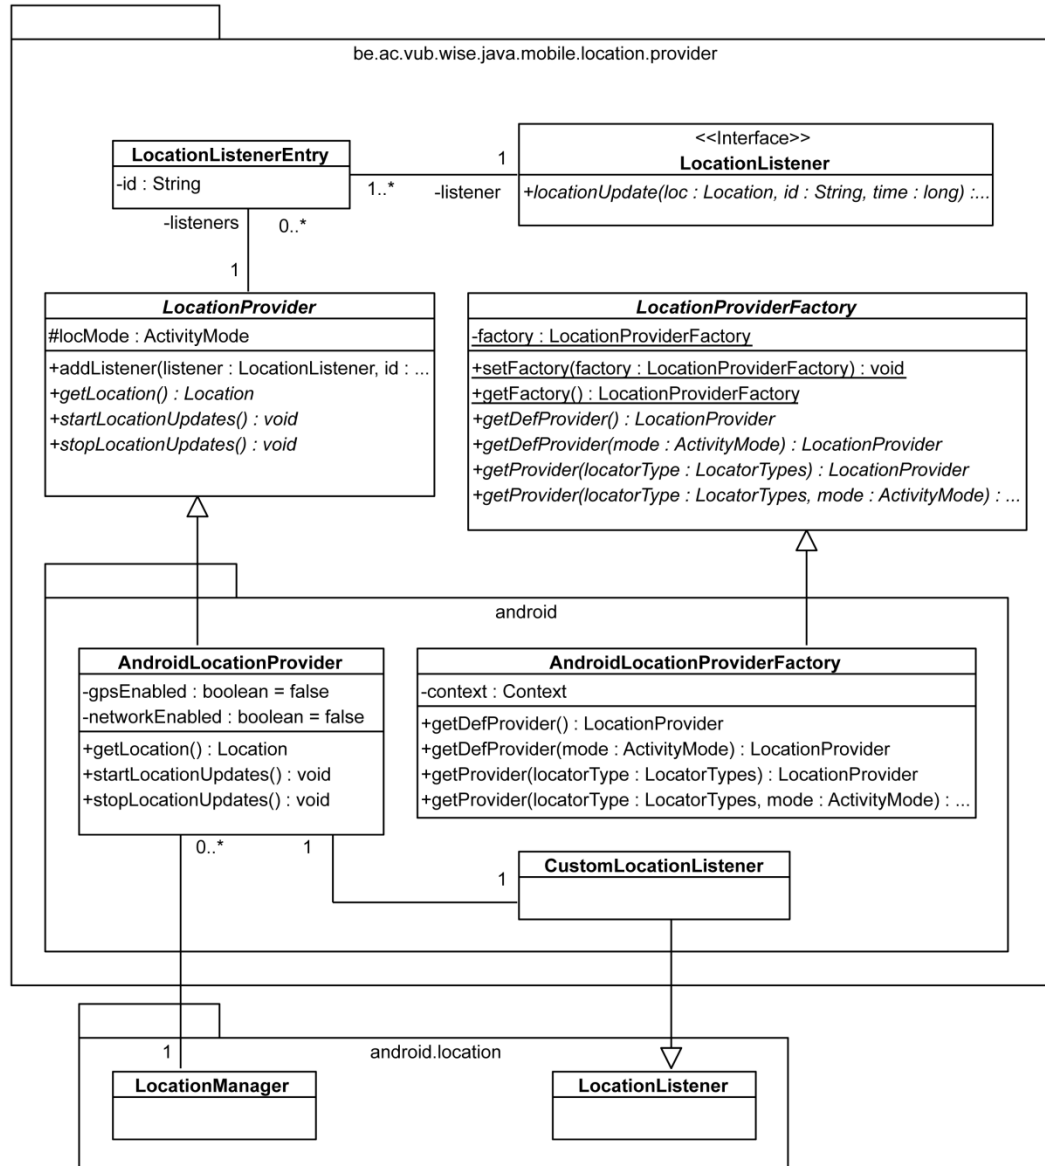 be.ac.vub.wise.java.mobile.location.provider
LocationListenerEntry
-id : String
1..*
-listener
1
<<Interface>>
LocationListener
+locationUpdate(loc : Location, id : String, time : long) :...
-listeners
0..*
1
LocationProvider
#locMode : ActivityMode
+addListener(listener : LocationListener, id : ...
+getLocation() : Location
+startLocationUpdates() : void
+stopLocationUpdates() : void
LocationProviderFactory
-factory : LocationProviderFactory
+setFactory(factory : LocationProviderFactory) : void
+getFactory() : LocationProviderFactory
+getDefProvider() : LocationProvider
+getDefProvider(mode : ActivityMode) : LocationProvider
+getProvider(locatorType : LocatorTypes) : LocationProvider
+getProvider(locatorType : LocatorTypes, mode : ActivityMode) : ...
android
AndroidLocationProvider
-gpsEnabled : boolean = false
-networkEnabled : boolean = false
+getLocation() : Location
+startLocationUpdates() : void
+stopLocationUpdates() : void
AndroidLocationProviderFactory
-context : Context
+getDefProvider() : LocationProvider
+getDefProvider(mode : ActivityMode) : LocationProvider
+getProvider(locatorType : LocatorTypes) : LocationProvider
+getProvider(locatorType : LocatorTypes, mode : ActivityMode) : ...
0..*
1
1
CustomLocationListener
android.location
1
LocationManager
LocationListener